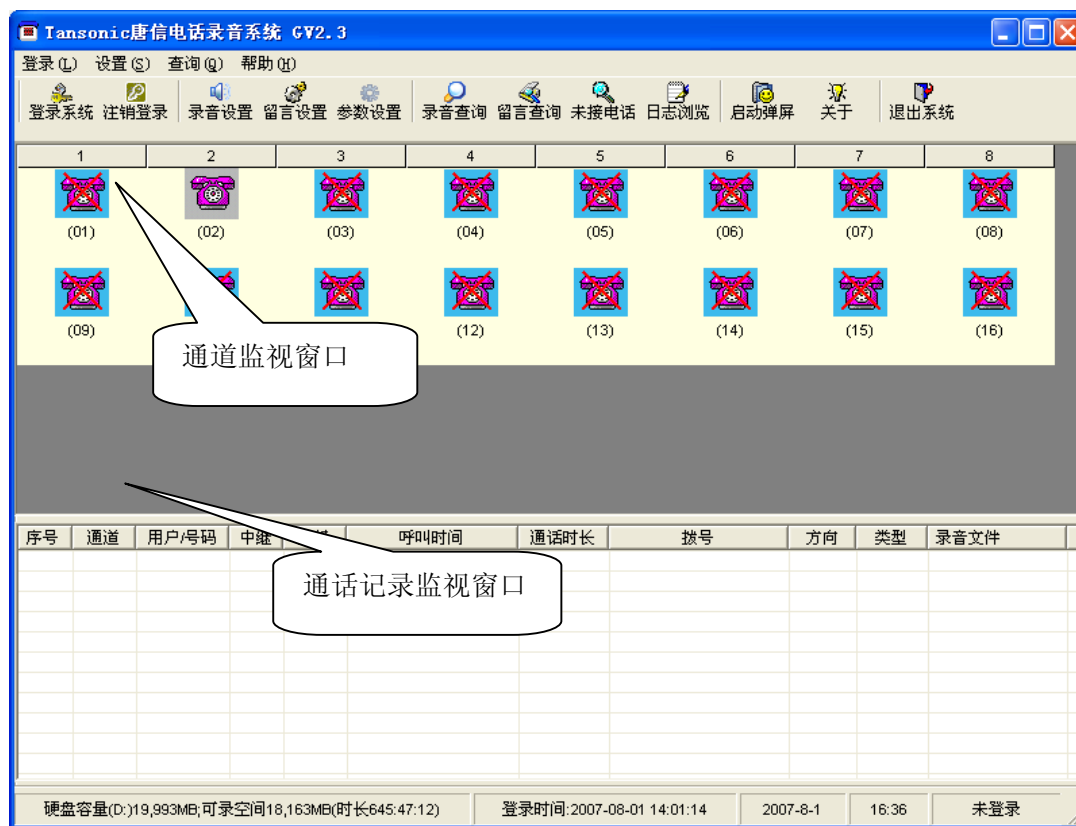 Tansonic唐信电话录音系统 GV2.3
登录(L) 设置(S) 查询(Q) 帮助(H)
登录系统 注销登录 录音设置 留言设置 参数设置 录音查询 留言查询 未接电话 日志浏览 启动弹屏 关于 退出系统
1 2 3 4 5 6 7 8
(01) (02) (03) (04) (05) (06) (07) (08)
(09) (12) (13) (14) (15) (16)
通道监视窗口
序号 通道 用户/号码 中继 呼叫时间 通话时长 拨号 方向 类型 录音文件
通话记录监视窗口
硬盘容量(D:)19,993MB;可录空间18,163MB(时长645:47:12) 登录时间:2007-08-01 14:01:14 2007-8-1 16:36 未登录